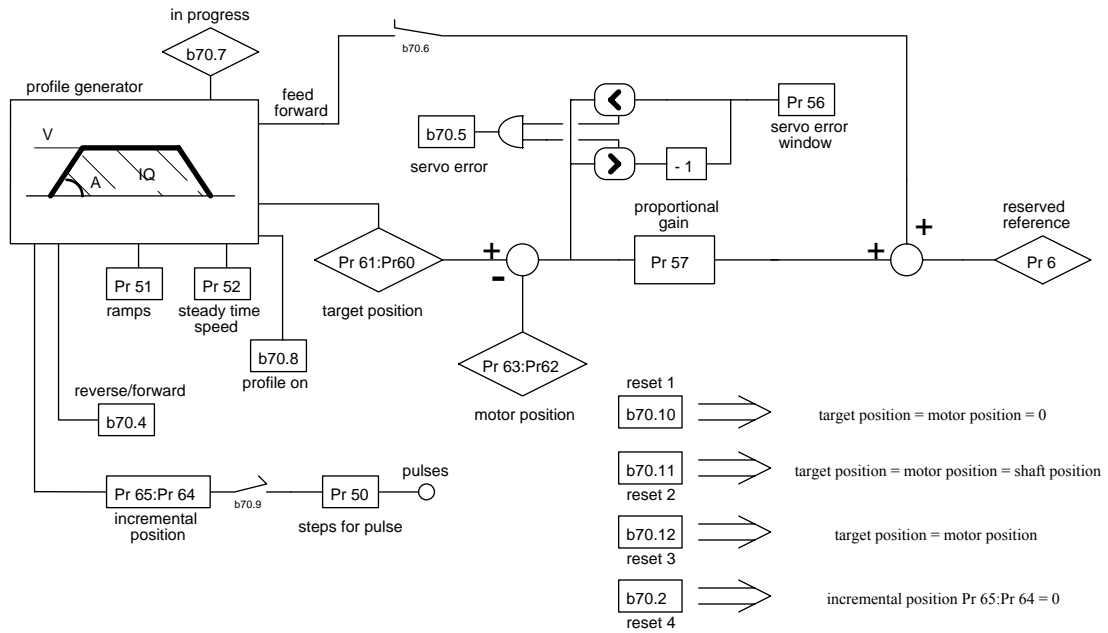 in progress
b70.7
b70.6
profile generator
feed
forward
V
A
IQ
b70.5
servo error
Pr 56
servo error
window
- 1
proportional
gain
Pr 57
reserved
reference
Pr 6
+
+
+
-
Pr 61:Pr60
target position
Pr 63:Pr62
motor position
Pr 51
ramps
Pr 52
steady time
speed
b70.8
profile on
reverse/forward
b70.4
Pr 65:Pr 64
incremental
position
b70.9
Pr 50
steps for pulse
pulses
reset 1
b70.10
target position = motor position = 0
b70.11
reset 2
target position = motor position = shaft position
b70.12
reset 3
target position = motor position
b70.2
reset 4
incremental position Pr 65:Pr 64 = 0